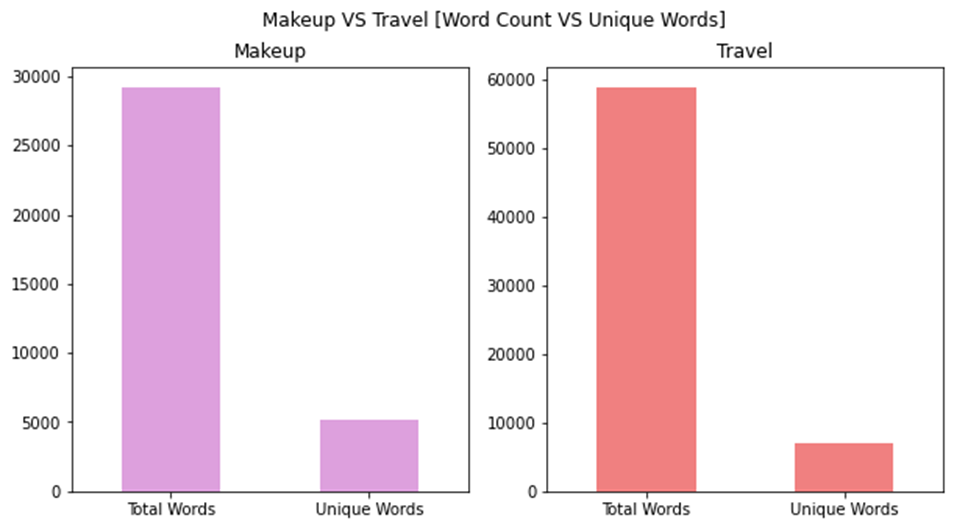 Makeup VS Travel [Word Count VS Unique Words]
Makeup
30000
25000
20000
15000
10000
5000
0
Total Words Unique Words
Travel
60000
50000
40000
30000
20000
10000
0
Total Words Unique Words